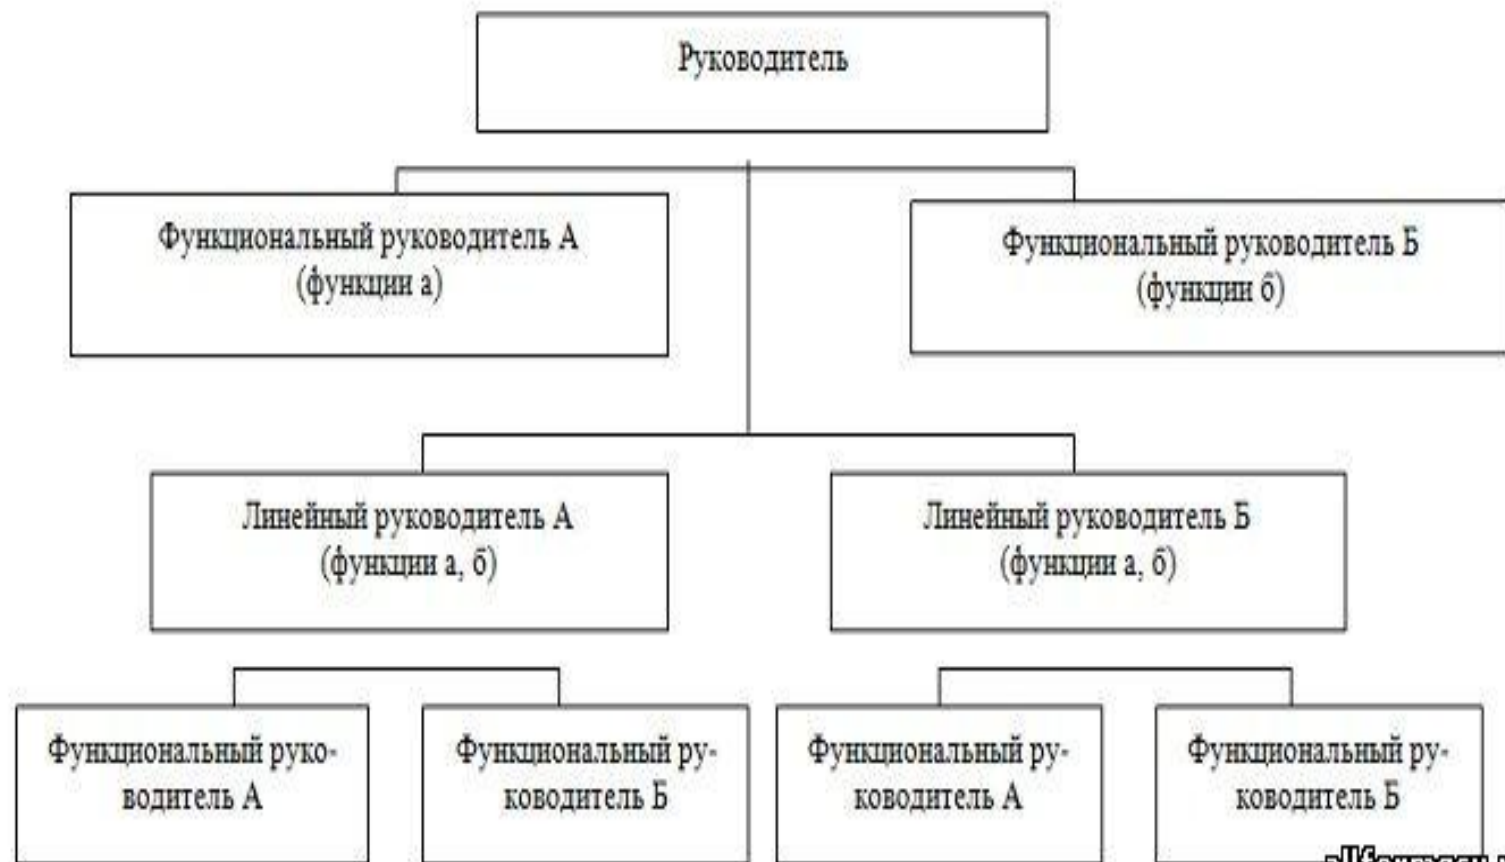 Руководитель
Функциональный руководитель А
(функции а)
Функциональный руководитель Б
(функции б)
Линейный руководитель А
(функции а, б)
Линейный руководитель Б
(функции а, б)
Функциональный руко-
водитель А
Функциональный ру-
ководитель Б
Функциональный ру-
ководитель А
Функциональный ру-
ководитель Б